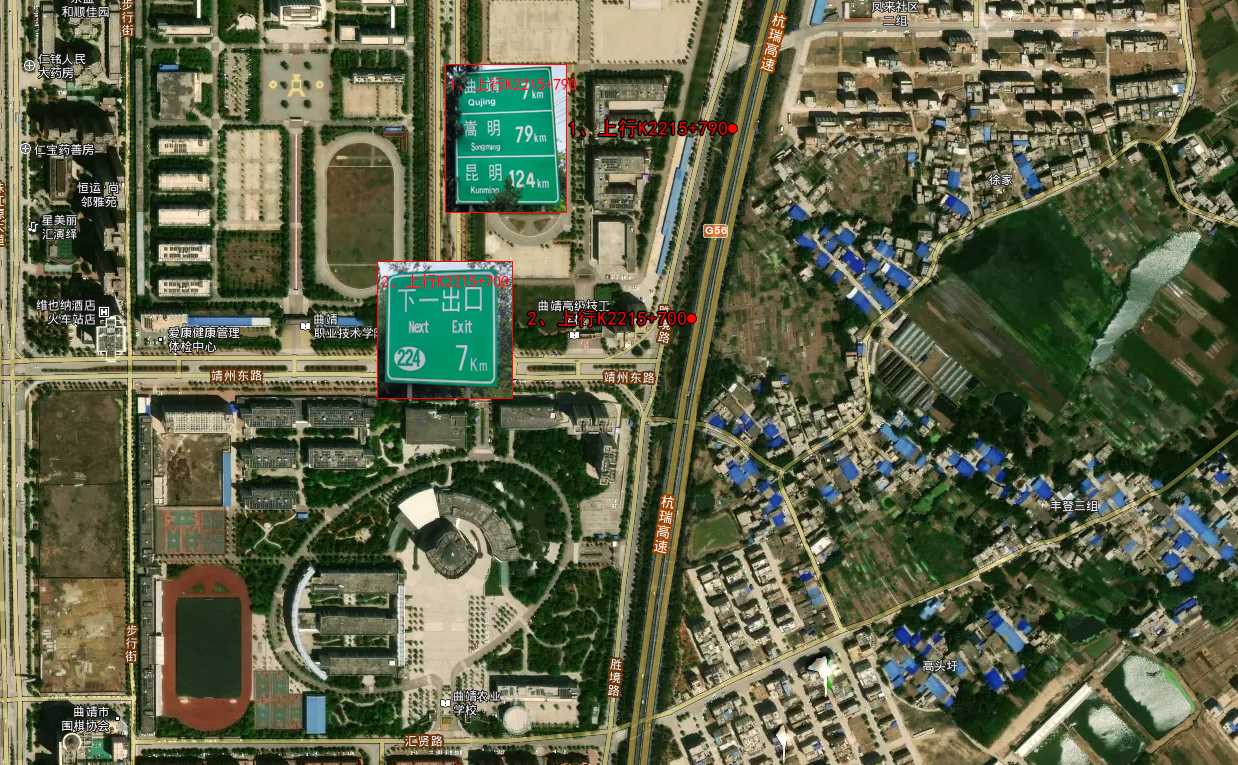 和顺佳园
步行街
杭瑞高速
凤来社区
二组
仁铭人民
大药房
1、上行K2215+790
曲
7km
Qujing
嵩 明
79km
Songming
昆 明
124km
Kunming
1、上行K2215+790
仁宝药善房
徐家
恒运·尚
邻雅苑
星美丽
汇演绎
G56
2、上行K2215+700
下一出口
Next Exit
224
7Km
维也纳酒店
火车站店
曲靖高级技工
2、上行K2215+700
胜境路
曲靖
职业技术学
爱康健康管理
体检中心
靖州东路
靖州东路
杭瑞高速
丰登三组
步行街
胜境路
高头圩
曲靖农业
学校
曲靖市
围棋协会
汇贤路